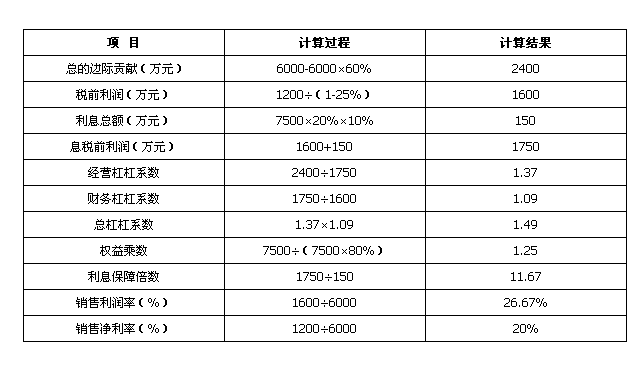 项 目 计算过程 计算结果
总的边际贡献（万元） 6000-6000×60% 2400
税前利润（万元） 1200÷（1-25%） 1600
利息总额（万元） 7500×20%×10% 150
息税前利润（万元） 1600+150 1750
经营杠杠系数 2400÷1750 1.37
财务杠杠系数 1750÷1600 1.09
总杠杠系数 1.37×1.09 1.49
权益乘数 7500÷（7500×80%） 1.25
利息保障倍数 1750÷150 11.67
销售利润率（%） 1600÷6000 26.67%
销售净利率（%） 1200÷6000 20%